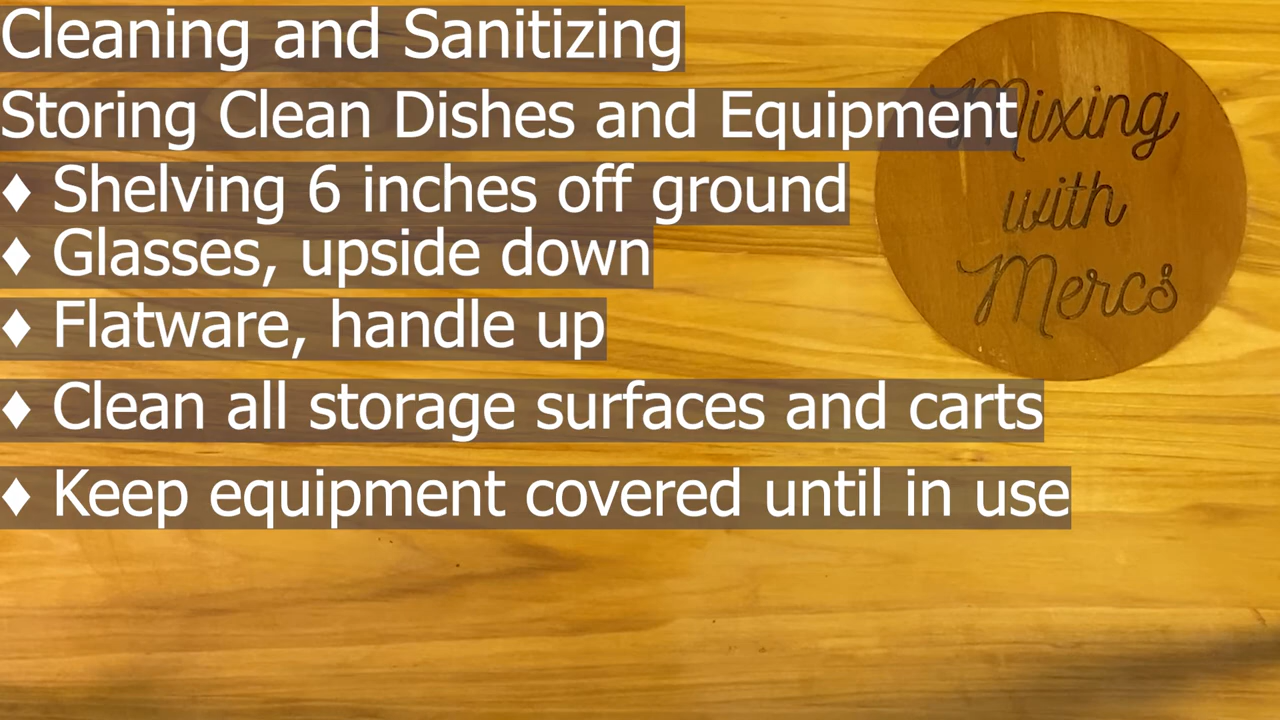 Cleaning and Sanitizing
Storing Clean Dishes and Equipment
♦ Shelving 6 inches off ground
♦ Glasses, upside down
♦ Flatware, handle up
♦ Clean all storage surfaces and carts
♦ Keep equipment covered until in use
Mixing
with
Mercs